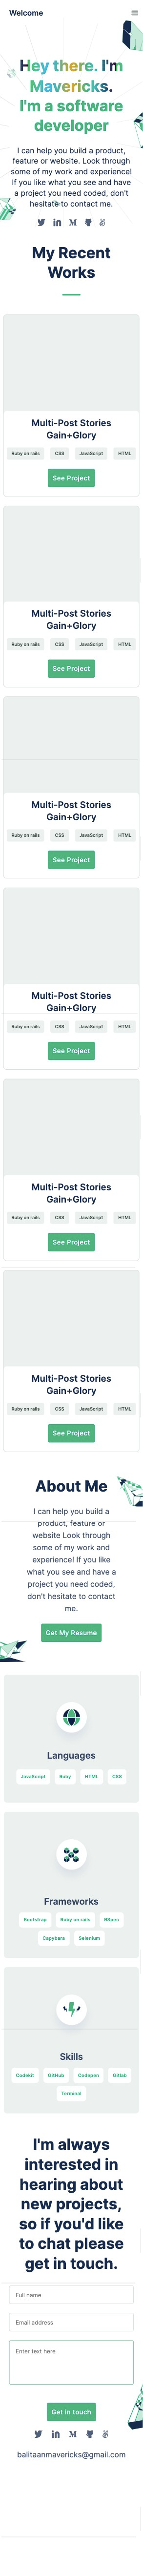 Welcome
Hey there. I'm
Mavericks.
I'm a software
developer
I can help you build a product,
feature or website. Look through
some of my work and experience!
If you like what you see and have
a project you need coded, don't
hesitate to contact me.
My Recent
Works
Multi-Post Stories
Gain+Glory
Ruby on rails CSS JavaScript HTML
See Project
Multi-Post Stories
Gain+Glory
Ruby on rails CSS JavaScript HTML
See Project
Multi-Post Stories
Gain+Glory
Ruby on rails CSS JavaScript HTML
See Project
Multi-Post Stories
Gain+Glory
Ruby on rails CSS JavaScript HTML
See Project
Multi-Post Stories
Gain+Glory
Ruby on rails CSS JavaScript HTML
See Project
Multi-Post Stories
Gain+Glory
Ruby on rails CSS JavaScript HTML
See Project
About Me
I can help you build a
product, feature or
website Look through
some of my work and
experience! If you like
what you see and have a
project you need coded,
don't hesitate to contact
me.
Get My Resume
Languages
JavaScript Ruby HTML CSS
Frameworks
Bootstrap Ruby on rails RSpec
Capybara Selenium
Skills
Codekit GitHub Codepen Gitlab
Terminal
I'm always
interested in
hearing about
new projects,
so if you'd like
to chat please
get in touch.
Full name
Email address
Enter text here
Get in touch
balitaanmavericks@gmail.com